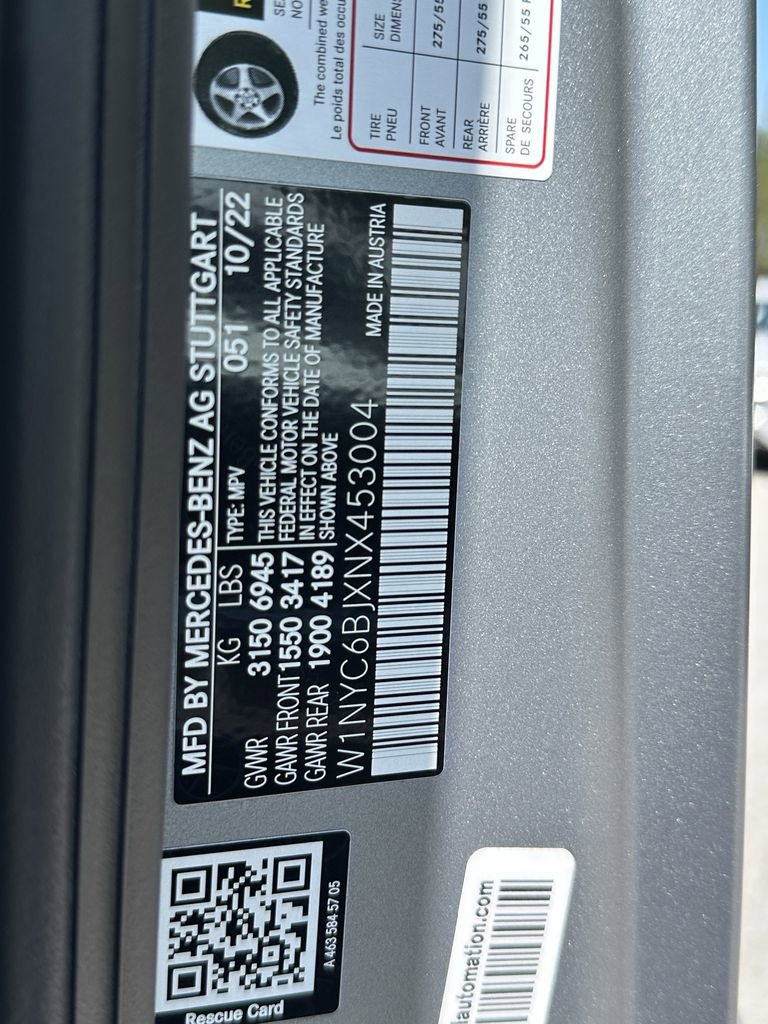 MFD BY MERCEDES-BENZ AG STUTTGART
KG LBS
GVWR 3150 6945
GAWR FRONT 1550 3417
GAWR REAR 1900 4189
TYPE: MPV 051 10/22
THIS VEHICLE CONFORMS TO ALL APPLICABLE
FEDERAL MOTOR VEHICLE SAFETY STANDARDS
IN EFFECT ON THE DATE OF MANUFACTURE
SHOWN ABOVE
W1NYC6BJXNX453004
MADE IN AUSTRIA
The combined we
Le poids total des occu
TIRE
PNEU
SIZE
DIMENS
FRONT
AVANT
275/55
REAR
ARRIÈRE
275/55
SPARE
DE SECOURS
265/55 R
A 463 584 57 05
Rescue Card
automation.com